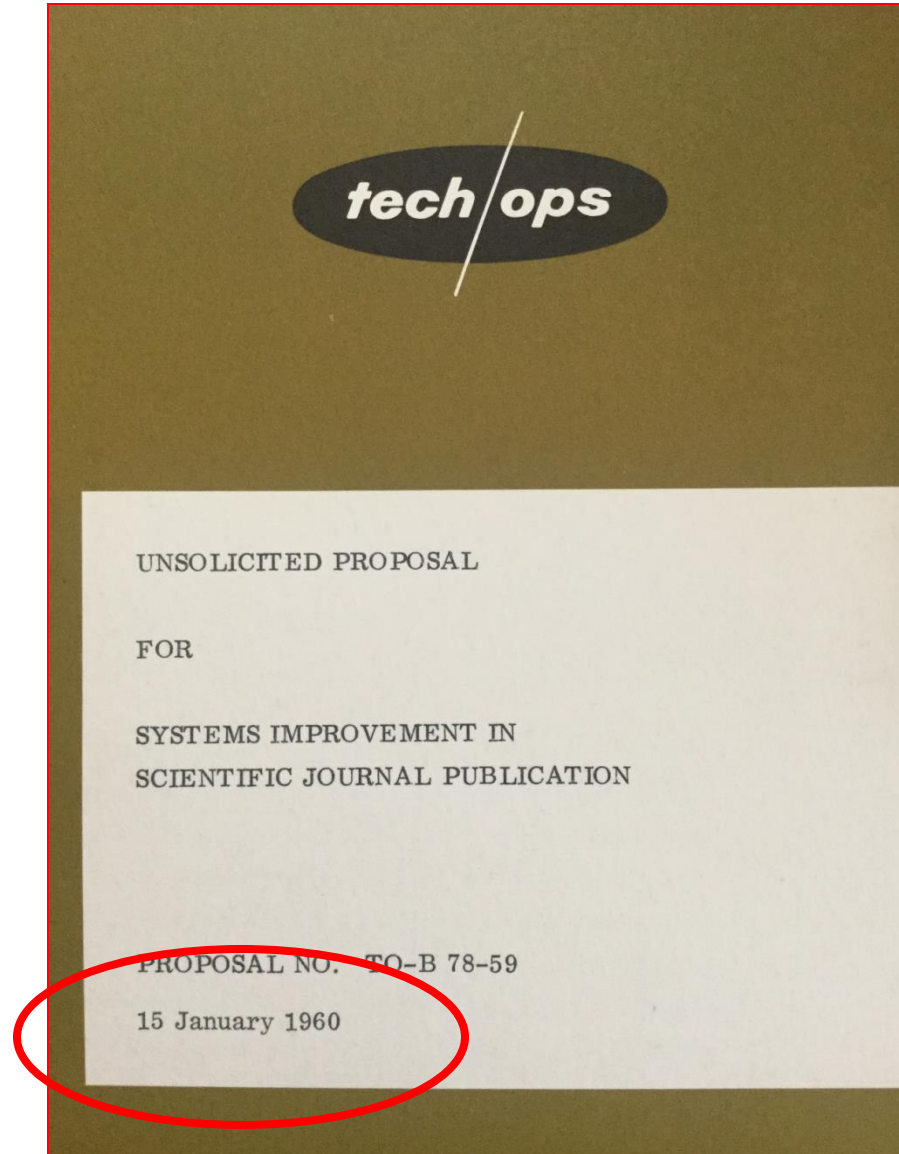 tech/ops
UNSOLICITED PROPOSAL
FOR
SYSTEMS IMPROVEMENT IN
SCIENTIFIC JOURNAL PUBLICATION
PROPOSAL NO. TO-B 78-59
15 January 1960